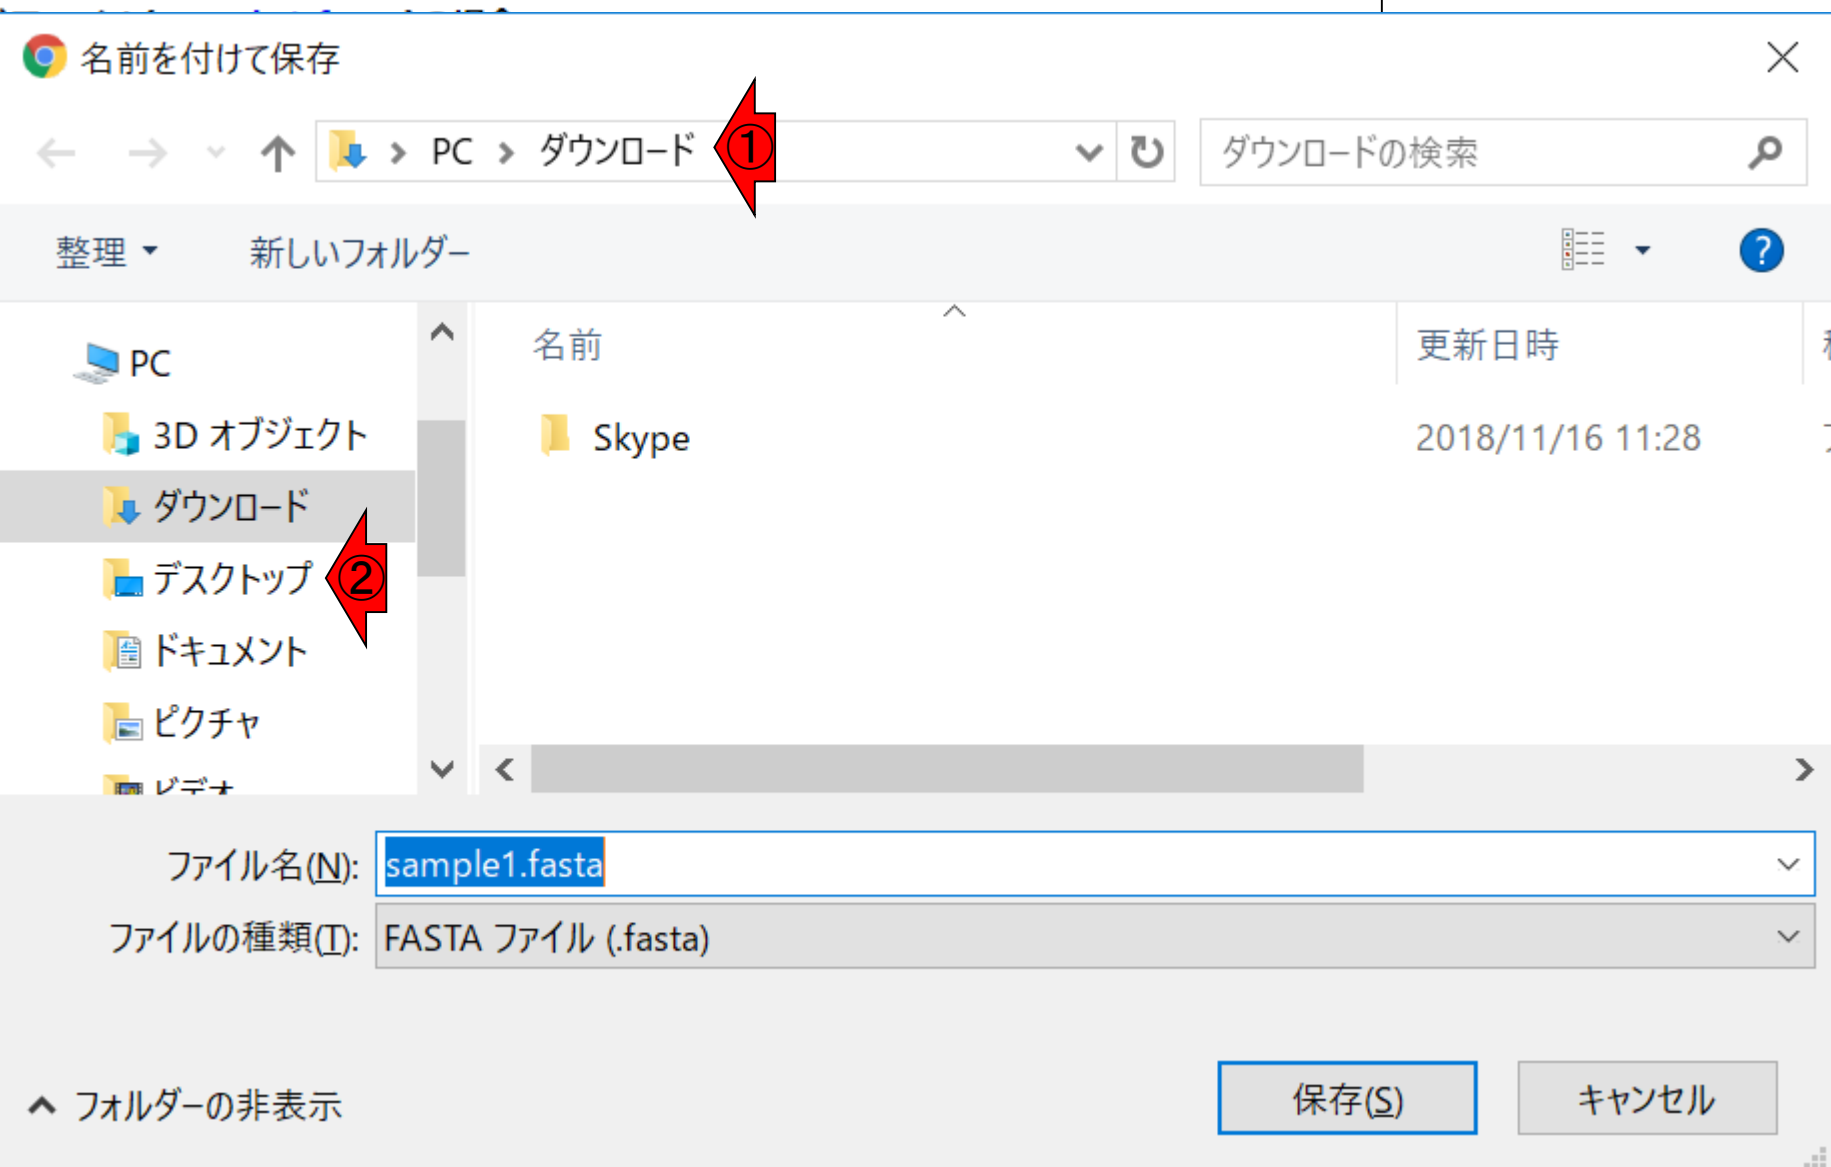 名前を付けて保存
PC ダウンロード ①
ダウンロードの検索
整理 新しいフォルダー
?
名前 更新日時
PC
3D オブジェクト
Skype 2018/11/16 11:28
ダウンロード
デスクトップ ②
ドキュメント
ピクチャ
ビデオ
ファイル名(N): sample1.fasta
ファイルの種類(T): FASTA ファイル (.fasta)
フォルダーの非表示
保存(S) キャンセル